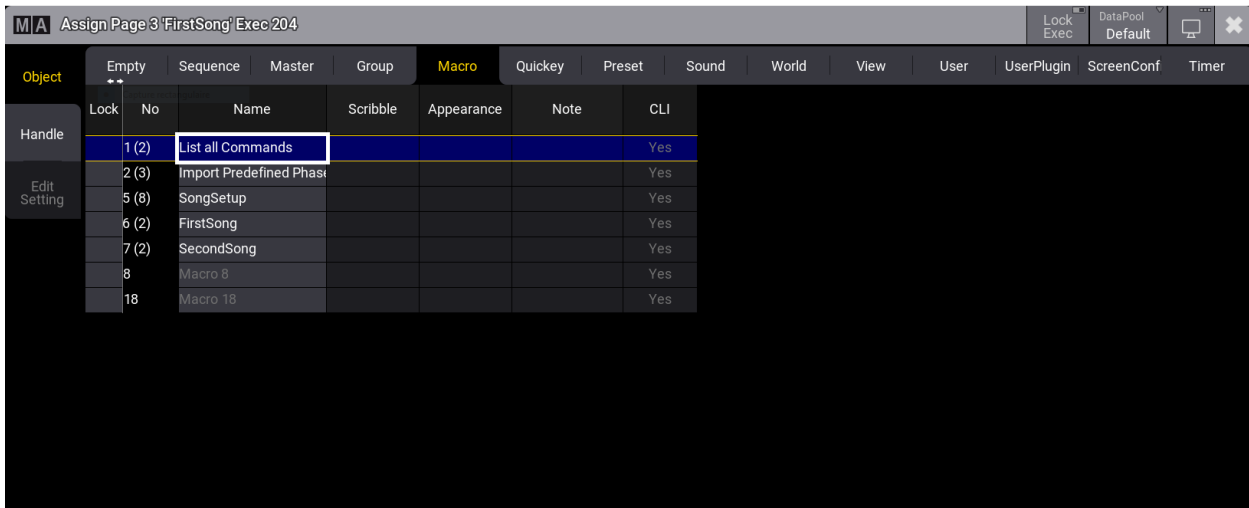 MA Assign Page 3 'FirstSong' Exec 204 Lock Exec DataPool Default
Object Empty Sequence Master Group Macro Quickey Preset Sound World View User UserPlugin ScreenConf Timer
Lock No Name Scribble Appearance Note CLI
Handle
1 (2) List all Commands Yes
2 (3) Import Predefined Phase Yes
Edit Setting
5 (8) SongSetup Yes
6 (2) FirstSong Yes
7 (2) SecondSong Yes
8 Macro 8 Yes
18 Macro 18 Yes